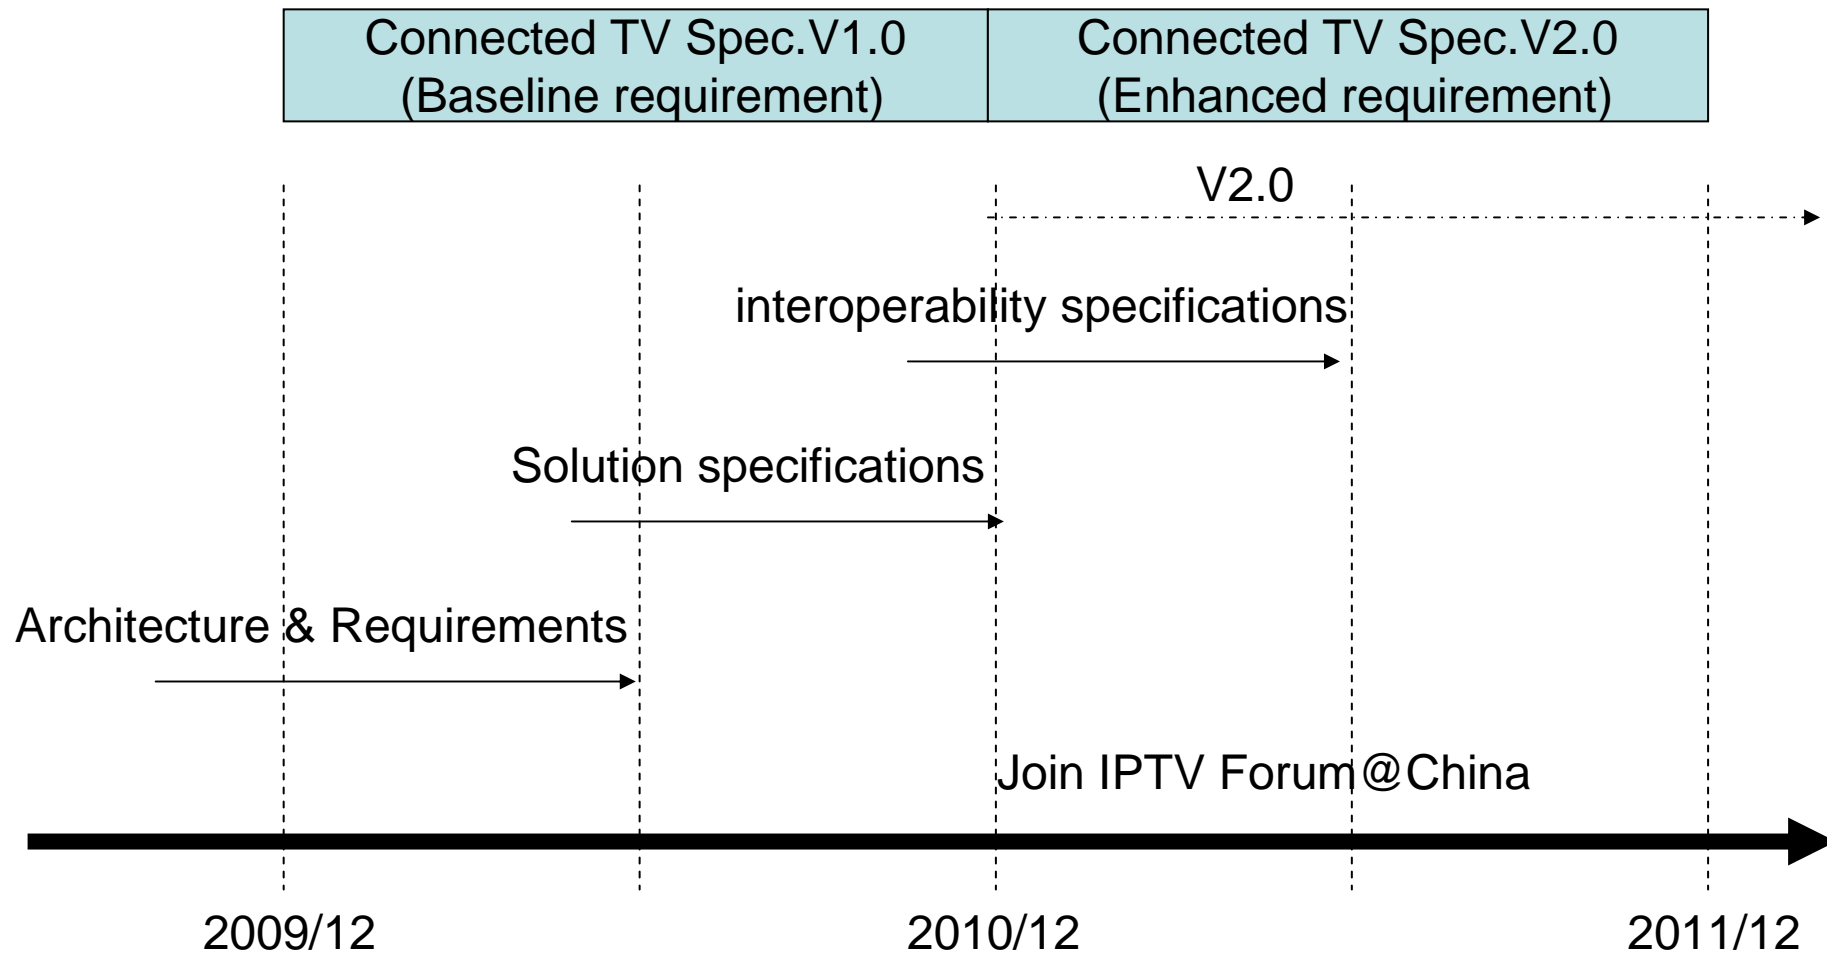 Connected TV Spec.V1.0
(Baseline requirement)
Connected TV Spec.V2.0
(Enhanced requirement)
V2.0
interoperability specifications
Solution specifications
Architecture & Requirements
Join IPTV Forum@China
2009/12
2010/12
2011/12